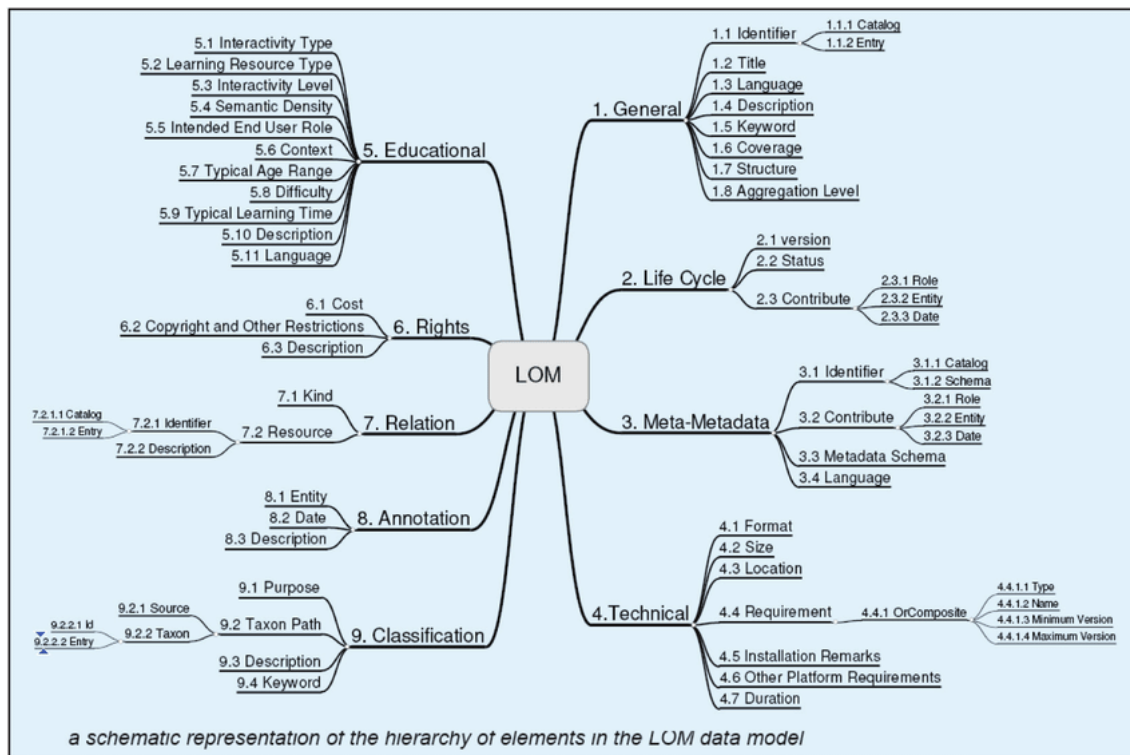 LOM
1. General
1.1 Identifier
1.1.1 Catalog
1.1.2 Entry
1.2 Title
1.3 Language
1.4 Description
1.5 Keyword
1.6 Coverage
1.7 Structure
1.8 Aggregation Level
2. Life Cycle
2.1 version
2.2 Status
2.3 Contribute
2.3.1 Role
2.3.2 Entity
2.3.3 Date
3. Meta-Metadata
3.1 Identifier
3.1.1 Catalog
3.1.2 Schema
3.2 Contribute
3.2.1 Role
3.2.2 Entity
3.2.3 Date
3.3 Metadata Schema
3.4 Language
4.Technical
4.1 Format
4.2 Size
4.3 Location
4.4 Requirement
4.4.1 OrComposite
4.4.1.1 Type
4.4.1.2 Name
4.4.1.3 Minimum Version
4.4.1.4 Maximum Version
4.5 Installation Remarks
4.6 Other Platform Requirements
4.7 Duration
5. Educational
5.1 Interactivity Type
5.2 Learning Resource Type
5.3 Interactivity Level
5.4 Semantic Density
5.5 Intended End User Role
5.6 Context
5.7 Typical Age Range
5.8 Difficulty
5.9 Typical Learning Time
5.10 Description
5.11 Language
6. Rights
6.1 Cost
6.2 Copyright and Other Restrictions
6.3 Description
7. Relation
7.1 Kind
7.2 Resource
7.2.1 Identifier
7.2.1.1 Catalog
7.2.1.2 Entry
7.2.2 Description
8. Annotation
8.1 Entity
8.2 Date
8.3 Description
9. Classification
9.1 Purpose
9.2 Taxon Path
9.2.1 Source
9.2.2 Taxon
9.2.2.1 Id
9.2.2.2 Entry
9.3 Description
9.4 Keyword
a schematic representation of the hierarchy of elements in the LOM data model